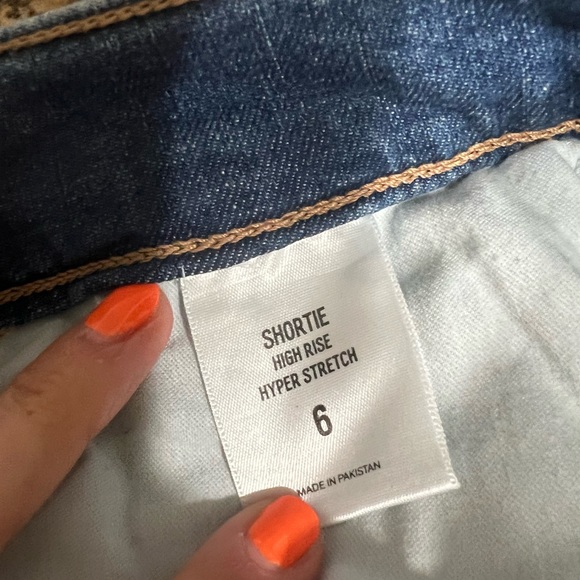 SHORTIE
HIGH RISE
HYPER STRETCH
6
MADE IN PAKISTAN